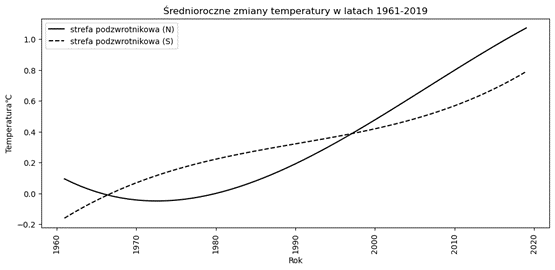 Średnioroczne zmiany temperatury w latach 1961-2019
strefa podzwrotnikowa (N)
strefa podzwrotnikowa (S)
Temperatura°C
1.0
0.8
0.6
0.4
0.2
0.0
−0.2
1960
1970
1980
1990
2000
2010
2020
Rok